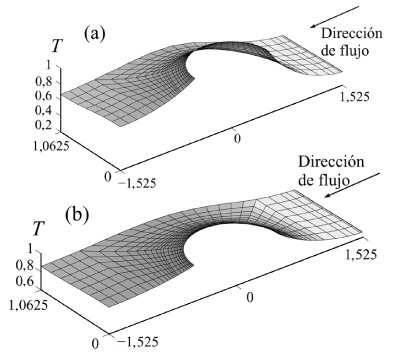 (a)
T
Dirección
de flujo
1
0,8
0,6
0,4
0,2
1,0625
0
−1,525
0
1,525
(b)
T
Dirección
de flujo
1
0,8
0,6
1,0625
0
−1,525
0
1,525